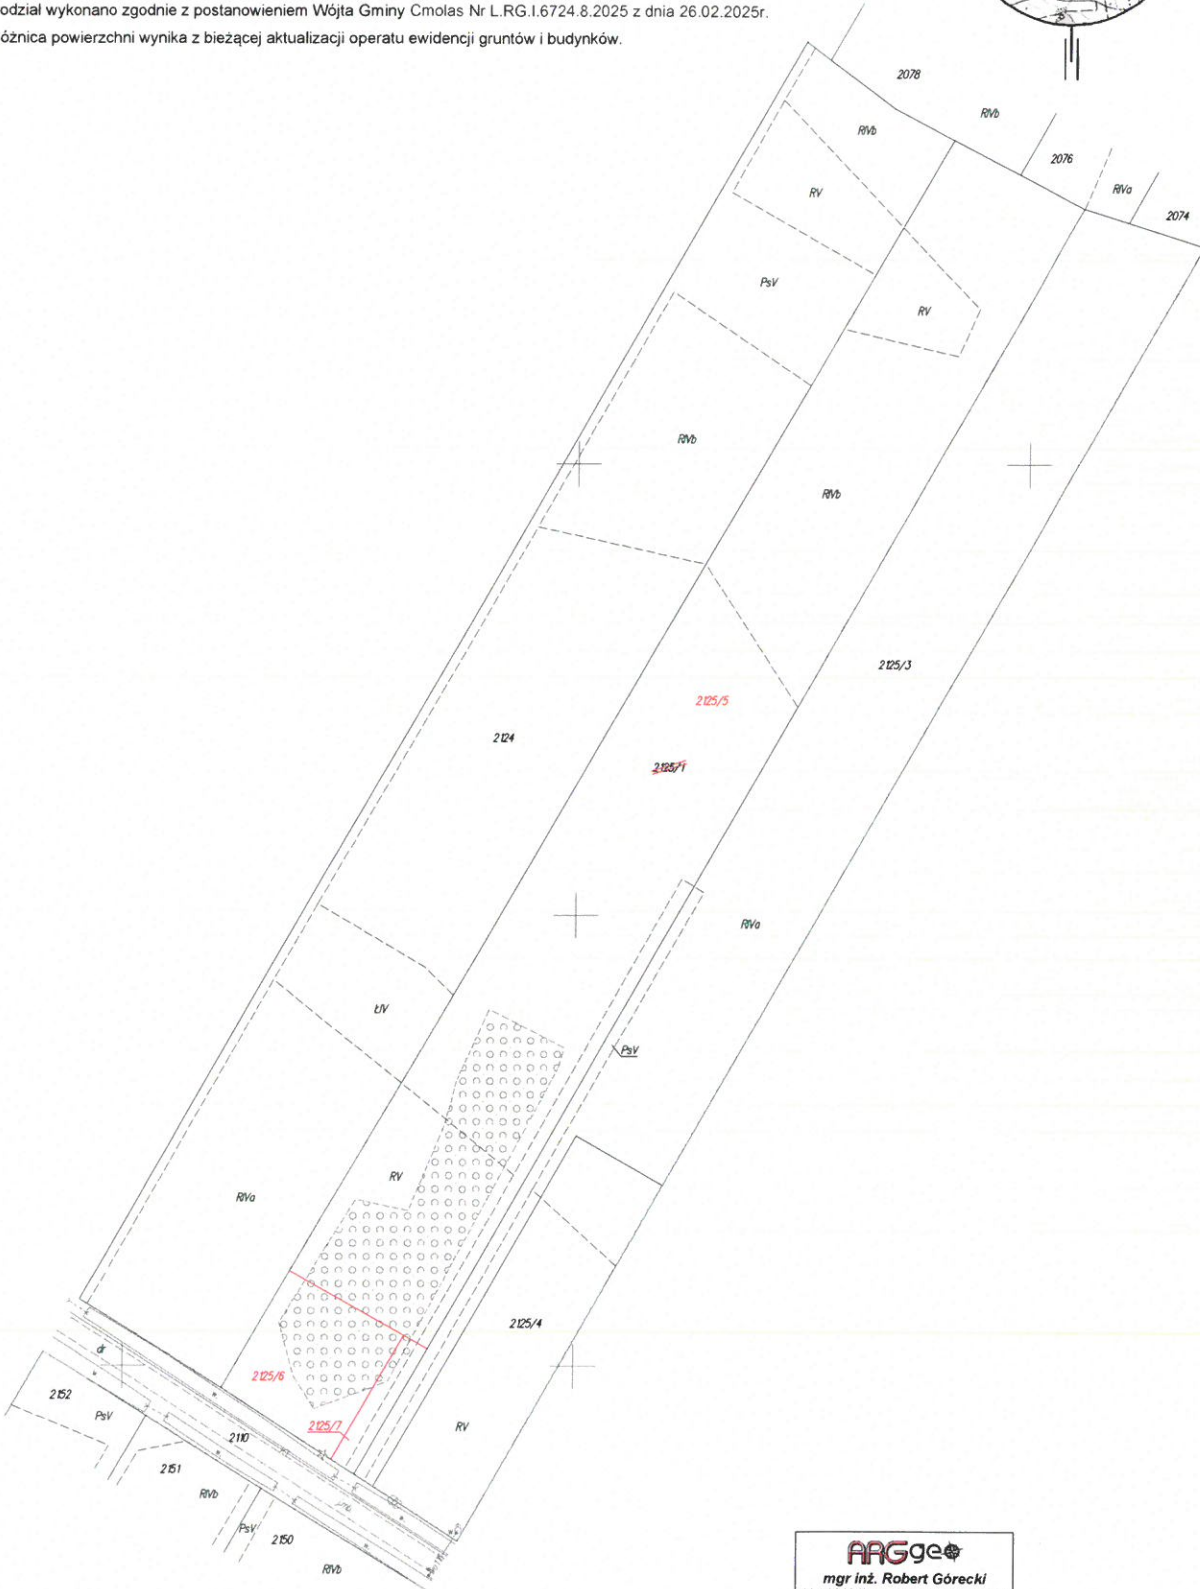 odział wykonano zgodnie z postanowieniem Wójta Gminy Cmolas Nr L.RG.I.6724.8.2025 z dnia 26.02.2025r.
óżnica powierzchni wynika z bieżącej aktualizacji operatu ewidencji gruntów i budynków.
2078
RIVb
RIVb
2076
RIVa
2074
RV
PsV
RV
RIVb
RIVb
2125/3
2125/5
2124
2125/1
RIVa
ŁIV
PsV
RV
RIVa
2125/4
dr
2125/6
2152
PsV
2125/7
RV
2110
2151
RIVb
PsV
2150
RIVb
ARGgeo
mgr inż. Robert Górecki